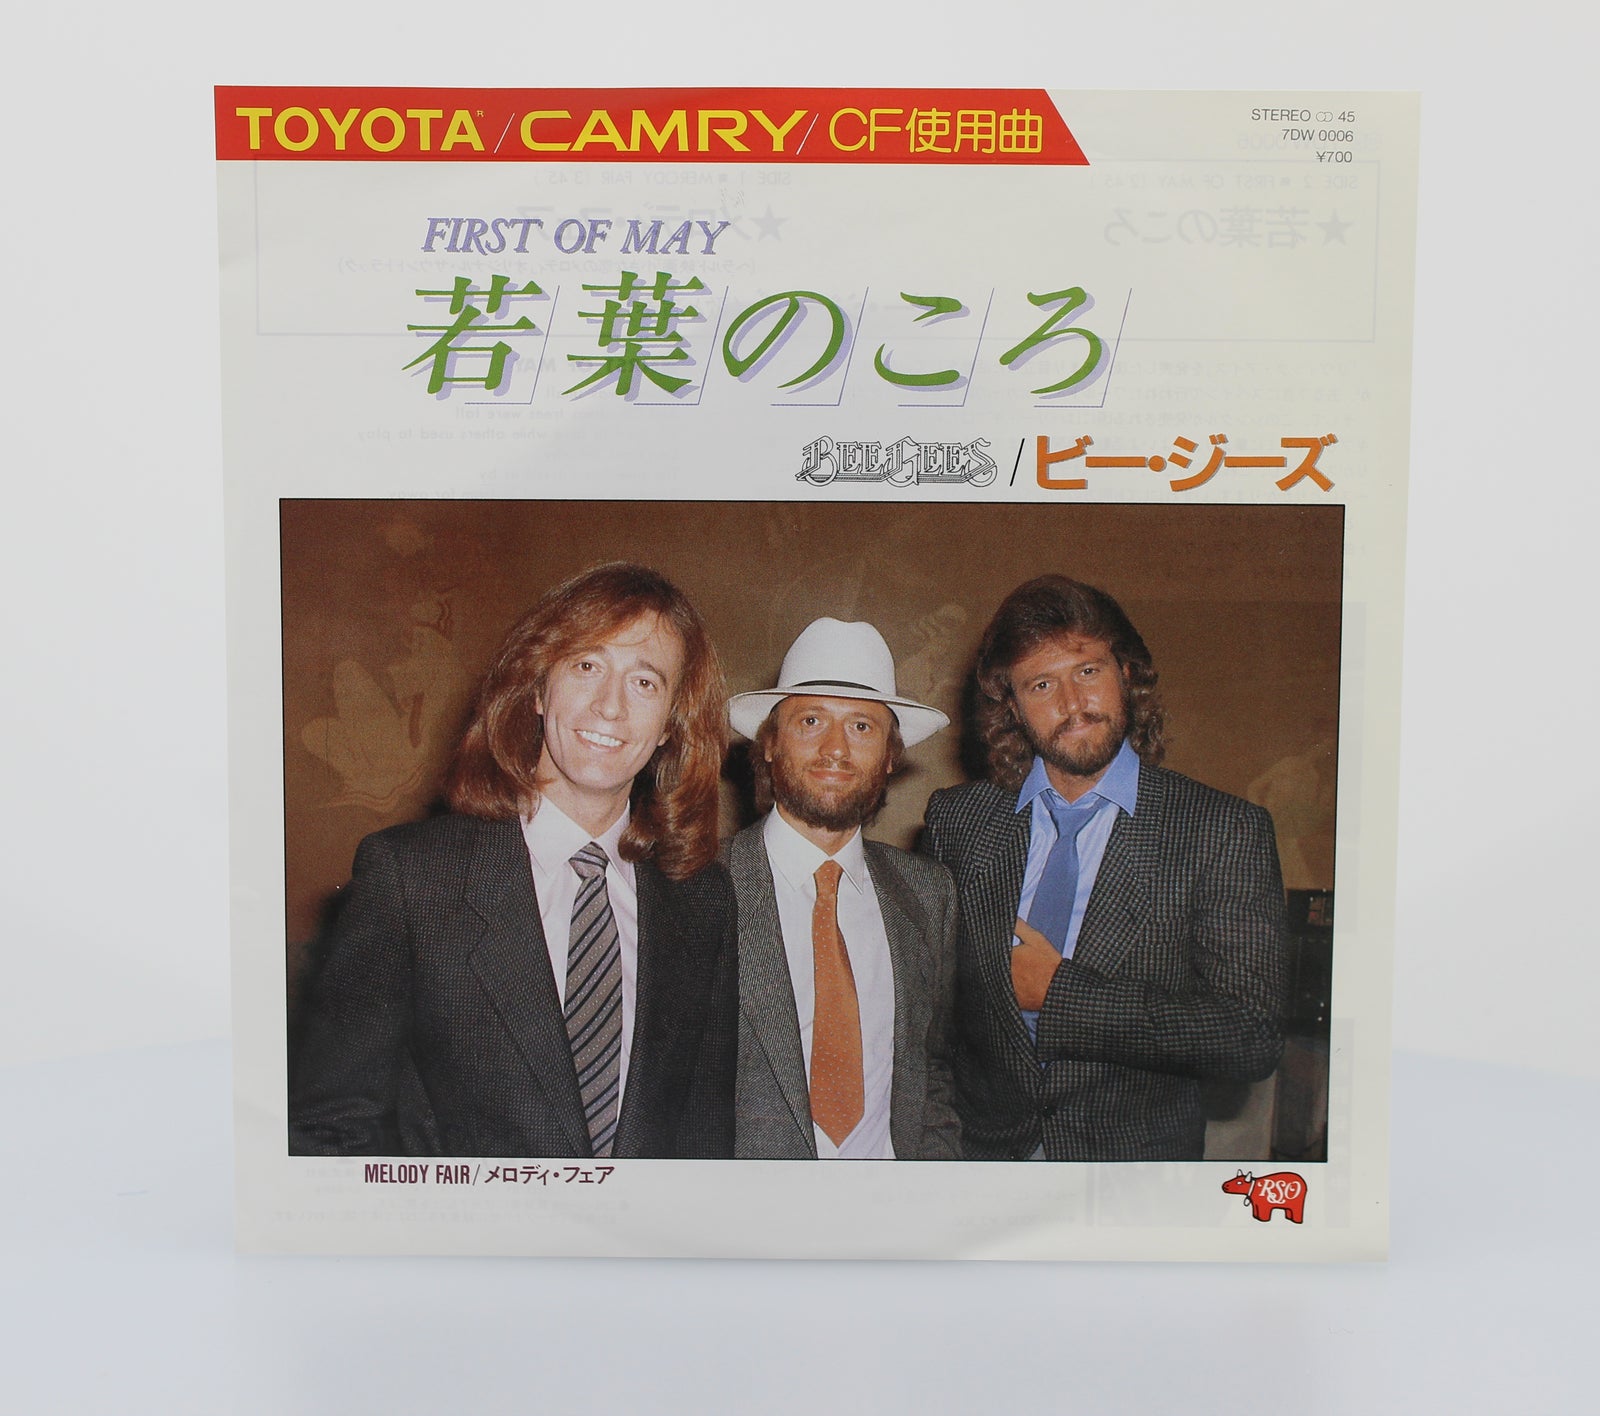 TOYOTA® / CAMRY / CF使用曲
STEREO 45
7DW 0006
¥700
FIRST OF MAY
若葉のころ
BEE GEES / ビー・ジーズ
MELODY FAIR / メロディ・フェア
RSO